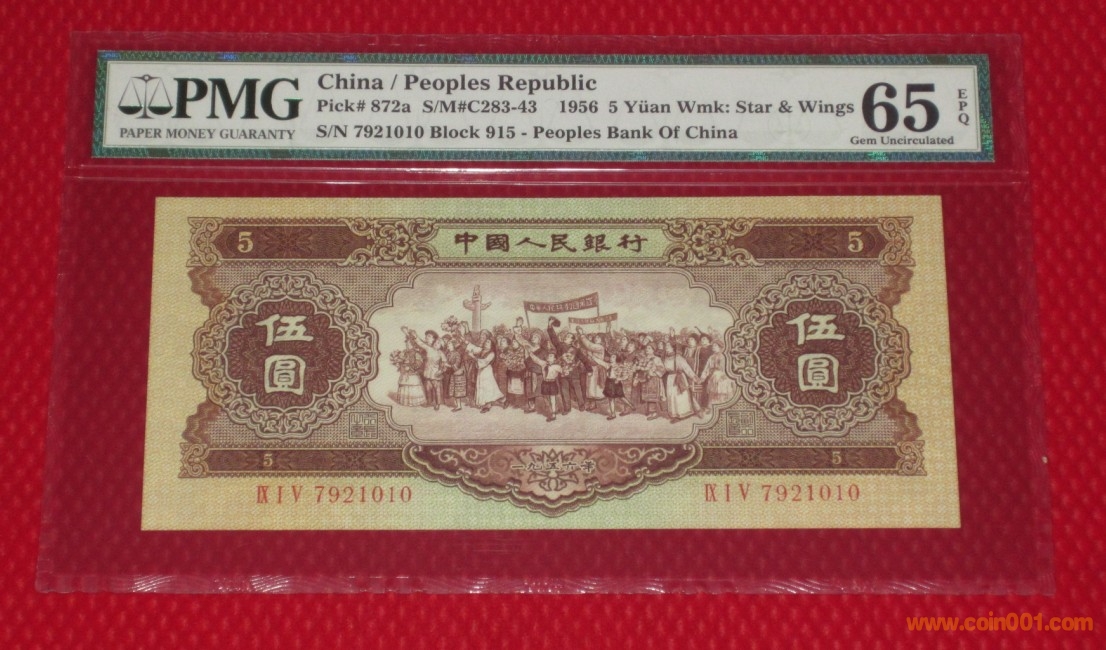 PMG
PAPER MONEY GUARANTY
China / Peoples Republic
Pick# 872a S/M#C283-43 1956 5 Yüan Wmk: Star & Wings
S/N 7921010 Block 915 - Peoples Bank Of China
65
EPQ
Gem Uncirculated
5 中國人民銀行 5
伍圓 伍圓
5 一九五六年 5
Ⅸ I V 7921010 Ⅸ I V 7921010
www.coin001.com